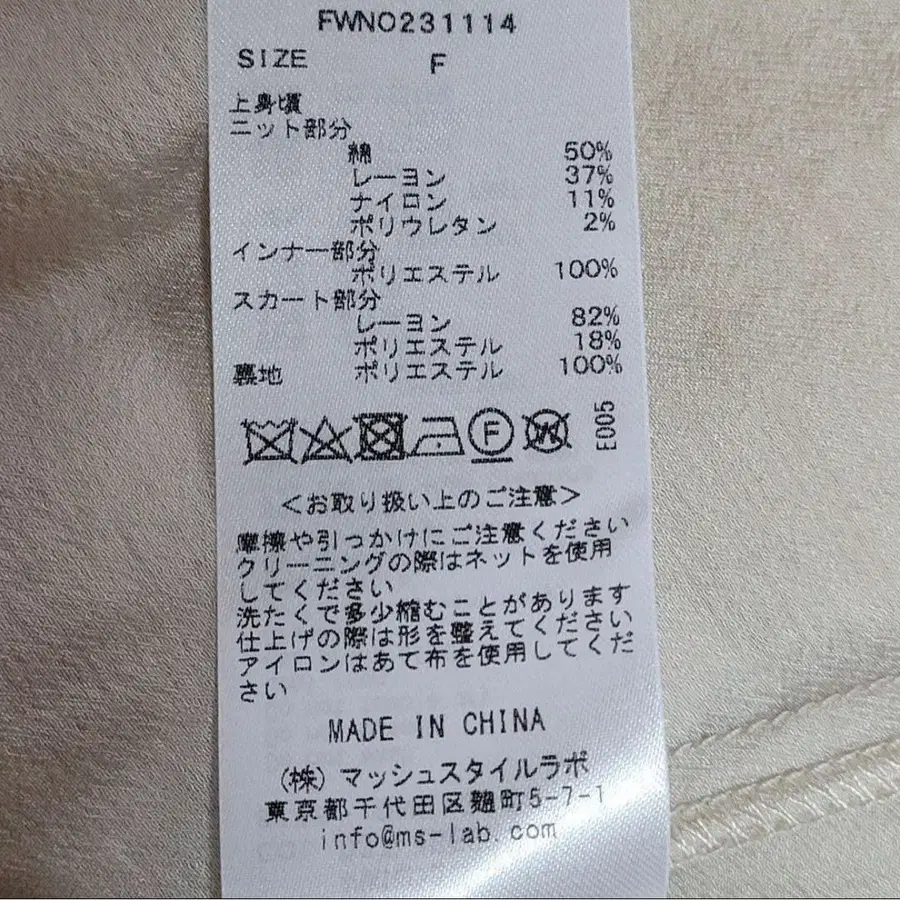 FWNO231114
SIZE F
上身頃
ニット部分
綿 50%
レーヨン 37%
ナイロン 11%
ポリウレタン 2%
インナー部分
ポリエステル 100%
スカート部分
レーヨン 82%
ポリエステル 18%
裏地 ポリエステル 100%
F W E005
<お取り扱い上のご注意>
摩擦や引っかけにご注意ください
クリーニングの際はネットを使用
してください
洗たくで多少縮むことがあります
仕上げの際は形を整えてください
アイロンはあて布を使用してくだ
さい
MADE IN CHINA
(株)マッシュスタイルラボ
東京都千代田区麹町5-7-1
info@ms-lab.com